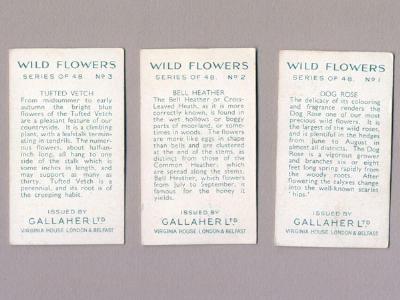 WILD FLOWERS
SERIES OF 48. No 3
TUFTED VETCH
From midsummer to early
autumn the bright blue
flowers of the Tufted Vetch
are a pleasant feature of our
countryside. It is a climbing
plant, with a leafstalk terminat-
ing in tendrils. The numer-
ous flowers, about half-an-
inch long, all hang to one
side of the stalk which is
some inches in length, and
may support as many as
thirty. Tufted Vetch is a
perennial, and its root is of
the creeping habit.
ISSUED BY
GALLAHER LTD
VIRGINIA HOUSE LONDON & BELFAST
WILD FLOWERS
SERIES OF 48. No 2
BELL HEATHER
The Bell Heather or Cross-
Leaved Heath, as it is more
correctly known, is found in
the wet hollows or boggy
parts of moorland, or some-
times in woods. The flowers
are more like eggs in shape
than bells and are clustered
at the end of the stems, as
distinct from those of the
Common Heather, which
are spread along the stems.
Bell Heather, which flowers
from July to September, is
famous for the honey it
yields.
ISSUED BY
GALLAHER LTD
VIRGINIA HOUSE LONDON & BELFAST
WILD FLOWERS
SERIES OF 48. No 1
DOG ROSE
The delicacy of its colouring
and fragrance renders the
Dog Rose one of our most
precious wild flowers. It is
the largest of the wild roses,
and is plentiful in the hedges
from June to August in
almost all districts. The Dog
Rose is a vigorous grower
and branches six or eight
feet long spring rapidly from
the woody roots. After
flowering the calyxes change
into the well-known scarlet
"hips."
ISSUED BY
GALLAHER LTD
VIRGINIA HOUSE LONDON & BELFAST